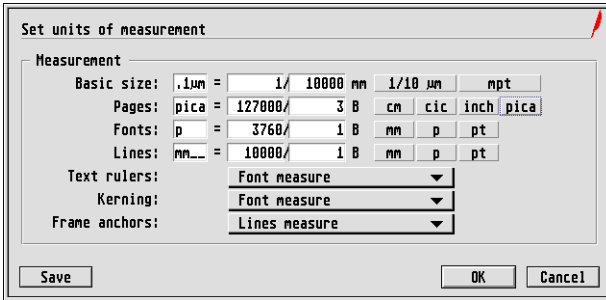 Set units of measurement
Measurement
Basic size: .1µm = 1/ 10000 mm 1/10 µm mpt
Pages: pica = 127000/ 3 B cm cic inch pica
Fonts: p = 3760/ 1 B mm p pt
Lines: mm__ = 10000/ 1 B mm p pt
Text rulers: Font measure
Kerning: Font measure
Frame anchors: Lines measure
Save OK Cancel